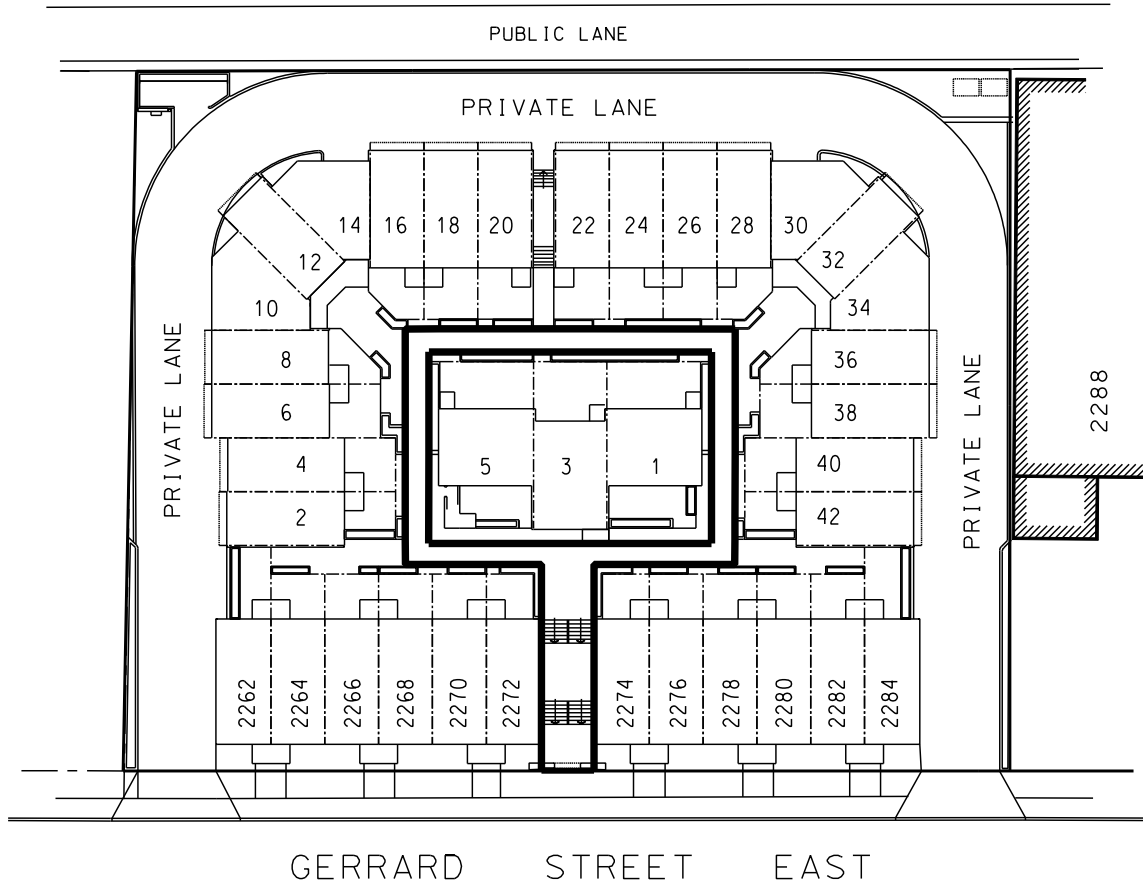 PUBLIC LANE
PRIVATE LANE
14 16 18 20 22 24 26 28 30
12 32
10 34
8 36
6 38
PRIVATE LANE
PRIVATE LANE
2288
4 5 3 1 40
2 42
2262 2264 2266 2268 2270 2272 2274 2276 2278 2280 2282 2284
GERRARD STREET EAST